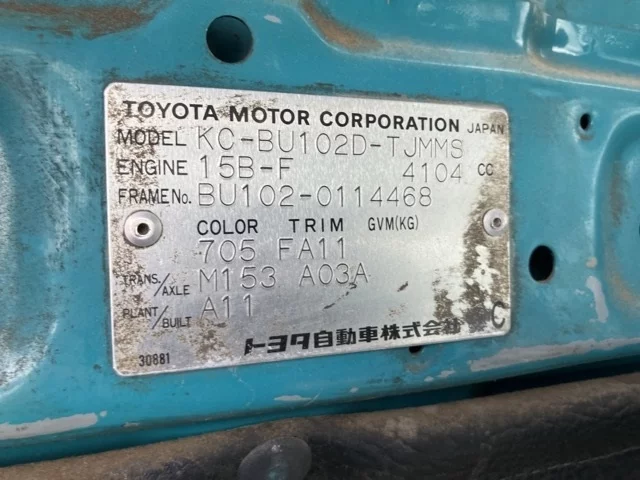 TOYOTA MOTOR CORPORATION JAPAN
MODEL KC-BU102D-TJMMS
ENGINE 15B-F 4104 CC
FRAME No. BU102-0114468
COLOR TRIM GVM(KG)
705 FA11
TRANS./AXLE M153 A03A
PLANT/BUILT A11
トヨタ自動車株式会社 C
30881